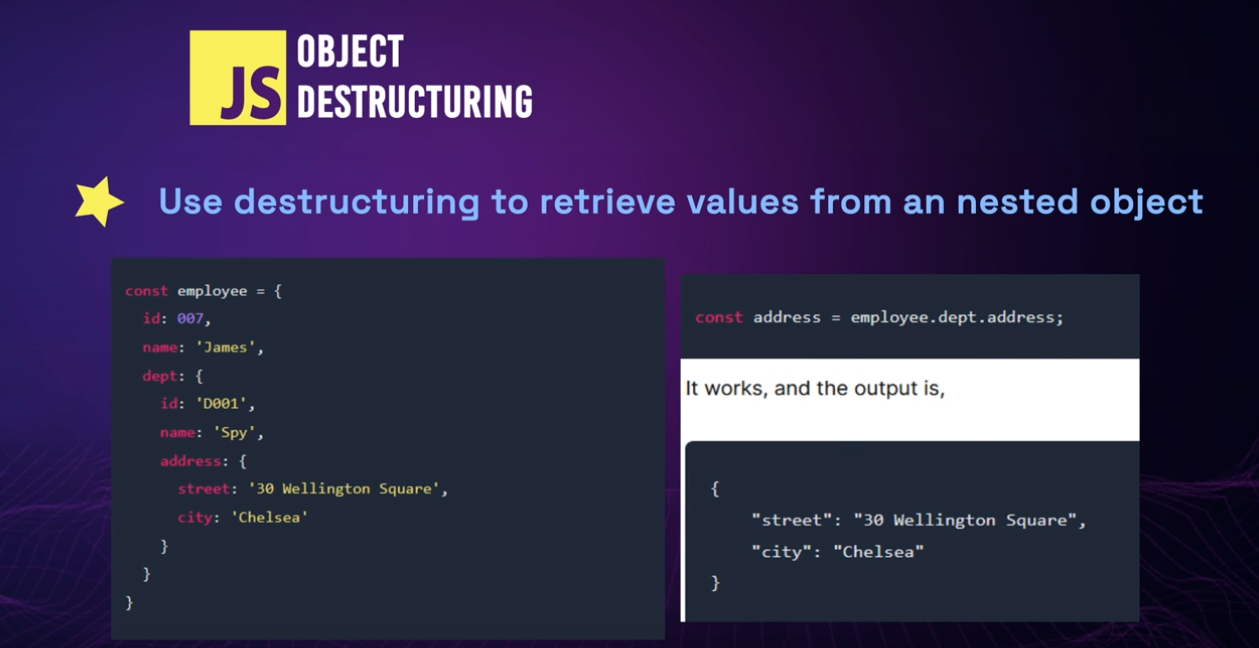 JS OBJECT
DESTRUCTURING
Use destructuring to retrieve values from an nested object
const employee = {
  id: 007,
  name: 'James',
  dept: {
    id: 'D001',
    name: 'Spy',
    address: {
      street: '30 Wellington Square',
      city: 'Chelsea'
    }
  }
}
const address = employee.dept.address;
It works, and the output is,
{
    "street": "30 Wellington Square",
    "city": "Chelsea"
}